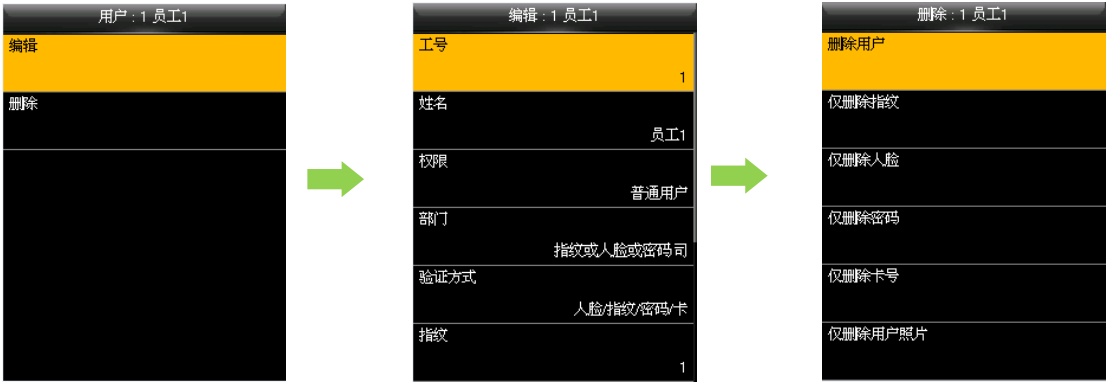 用户 : 1 员工1
编辑
删除
编辑 : 1 员工1
工号
1
姓名
员工1
权限
普通用户
部门
指纹或人脸或密码司
验证方式
人脸/指纹/密码/卡
指纹
1
删除 : 1 员工1
删除用户
仅删除指纹
仅删除人脸
仅删除密码
仅删除卡号
仅删除用户照片